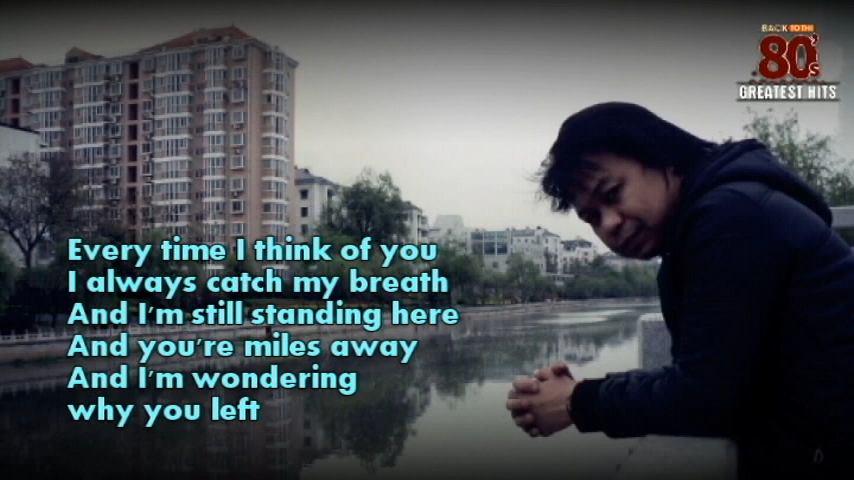 BACK TO THE
80's
GREATEST HITS
Every time I think of you
I always catch my breath
And I'm still standing here
And you're miles away
And I'm wondering
why you left